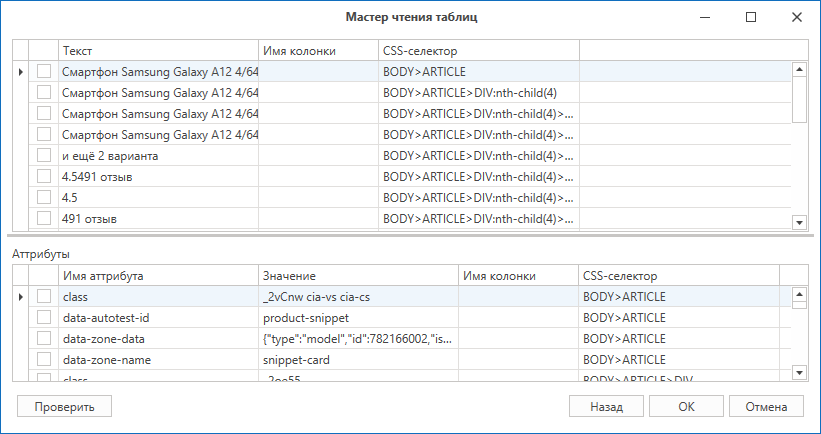 Мастер чтения таблиц
Текст Имя колонки CSS-селектор
Смартфон Samsung Galaxy A12 4/64 BODY>ARTICLE
Смартфон Samsung Galaxy A12 4/64 BODY>ARTICLE>DIV:nth-child(4)
Смартфон Samsung Galaxy A12 4/64 BODY>ARTICLE>DIV:nth-child(4)>...
Смартфон Samsung Galaxy A12 4/64 BODY>ARTICLE>DIV:nth-child(4)>...
и ещё 2 варианта BODY>ARTICLE>DIV:nth-child(4)>...
4.5491 отзыв BODY>ARTICLE>DIV:nth-child(4)>...
4.5 BODY>ARTICLE>DIV:nth-child(4)>...
491 отзыв BODY>ARTICLE>DIV:nth-child(4)>...
Аттрибуты
Имя аттрибута Значение Имя колонки CSS-селектор
class _2vCnw cia-vs cia-cs BODY>ARTICLE
data-autotest-id product-snippet BODY>ARTICLE
data-zone-data {"type":"model","id":782166002,"is... BODY>ARTICLE
data-zone-name snippet-card BODY>ARTICLE
class BODY>ARTICLE>DIV
Проверить Назад ОК Отмена